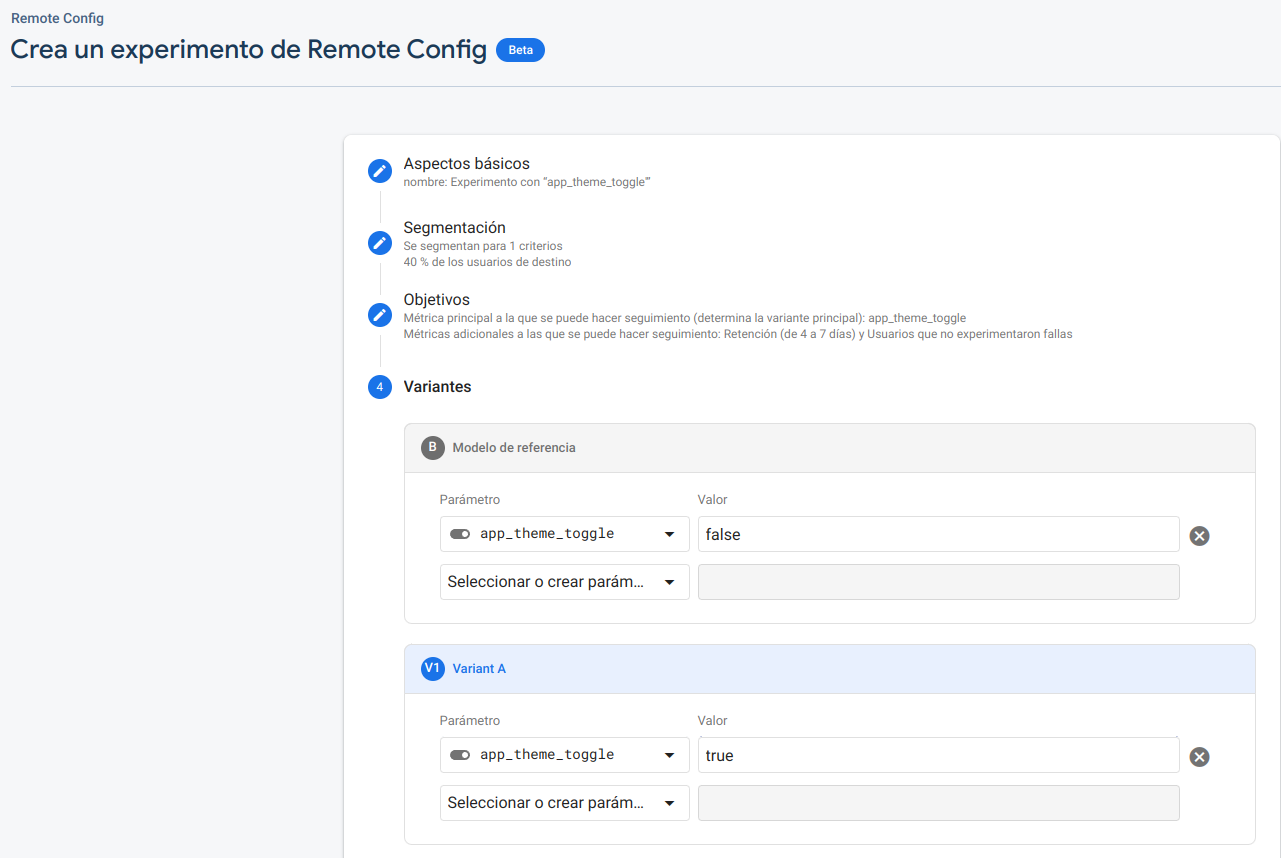 Remote Config
Crea un experimento de Remote Config Beta
Aspectos básicos
nombre: Experimento con “app_theme_toggle”’
Segmentación
Se segmentan para 1 criterios
40 % de los usuarios de destino
Objetivos
Métrica principal a la que se puede hacer seguimiento (determina la variante principal): app_theme_toggle
Métricas adicionales a las que se puede hacer seguimiento: Retención (de 4 a 7 días) y Usuarios que no experimentaron fallas
4 Variantes
B Modelo de referencia
Parámetro Valor
app_theme_toggle false
Seleccionar o crear parám...
V1 Variant A
Parámetro Valor
app_theme_toggle true
Seleccionar o crear parám...